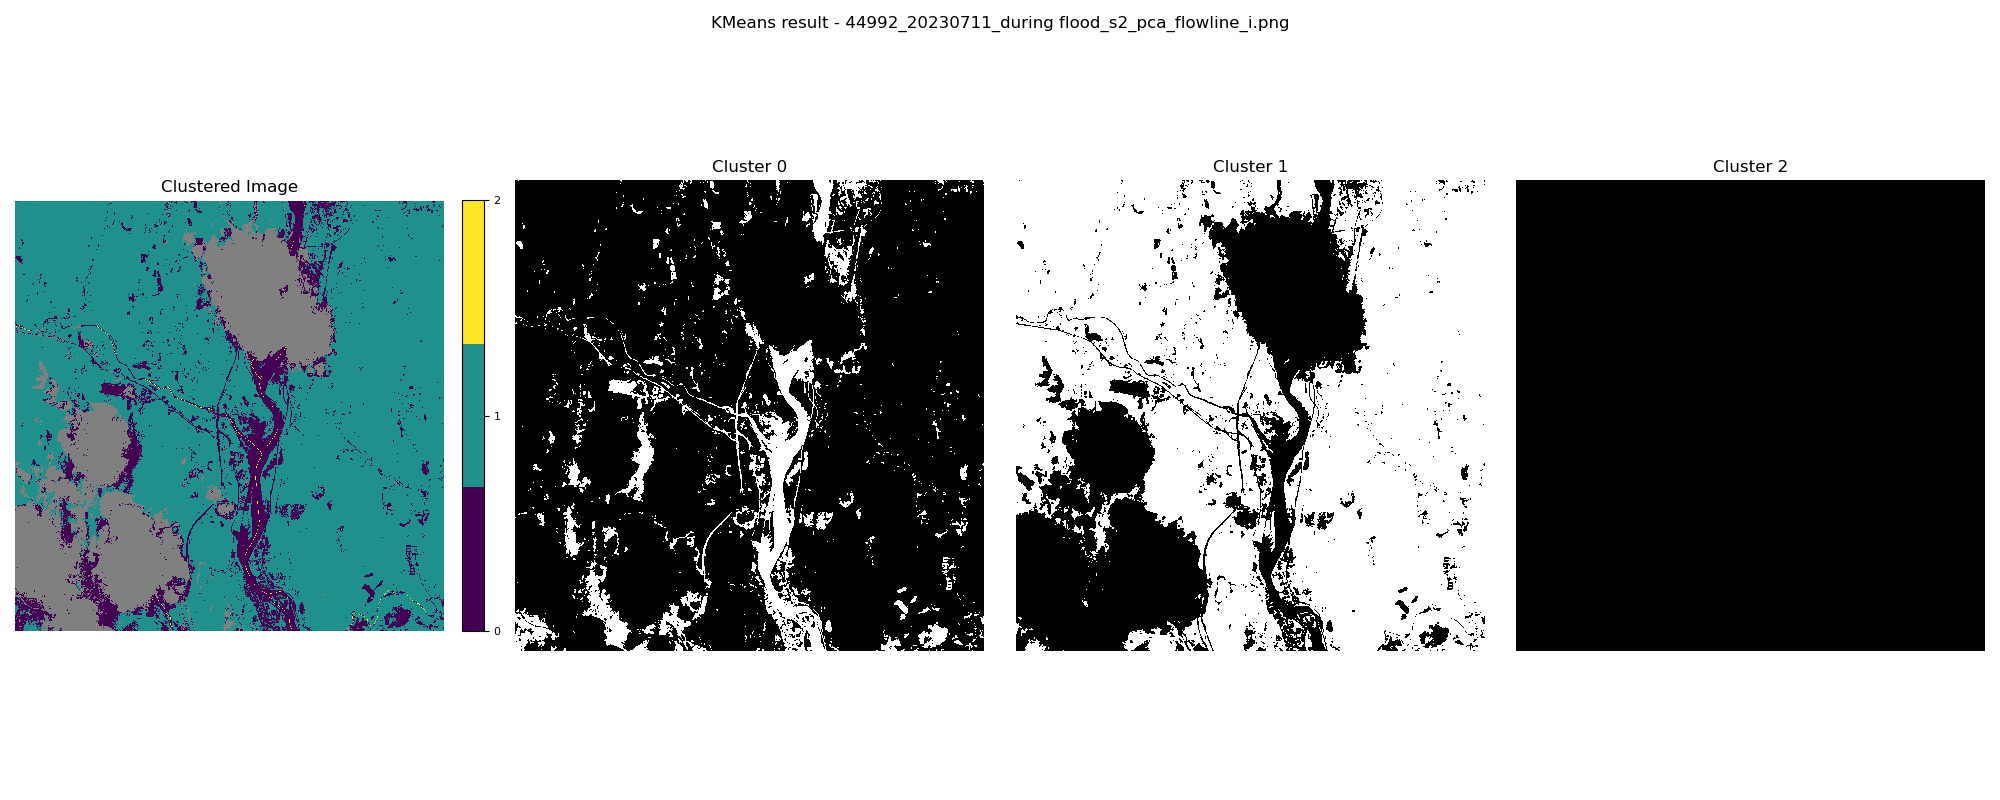 KMeans result - 44992_20230711_during flood_s2_pca_flowline_i.png
Clustered Image
Cluster 0
Cluster 1
Cluster 2
2
1
0